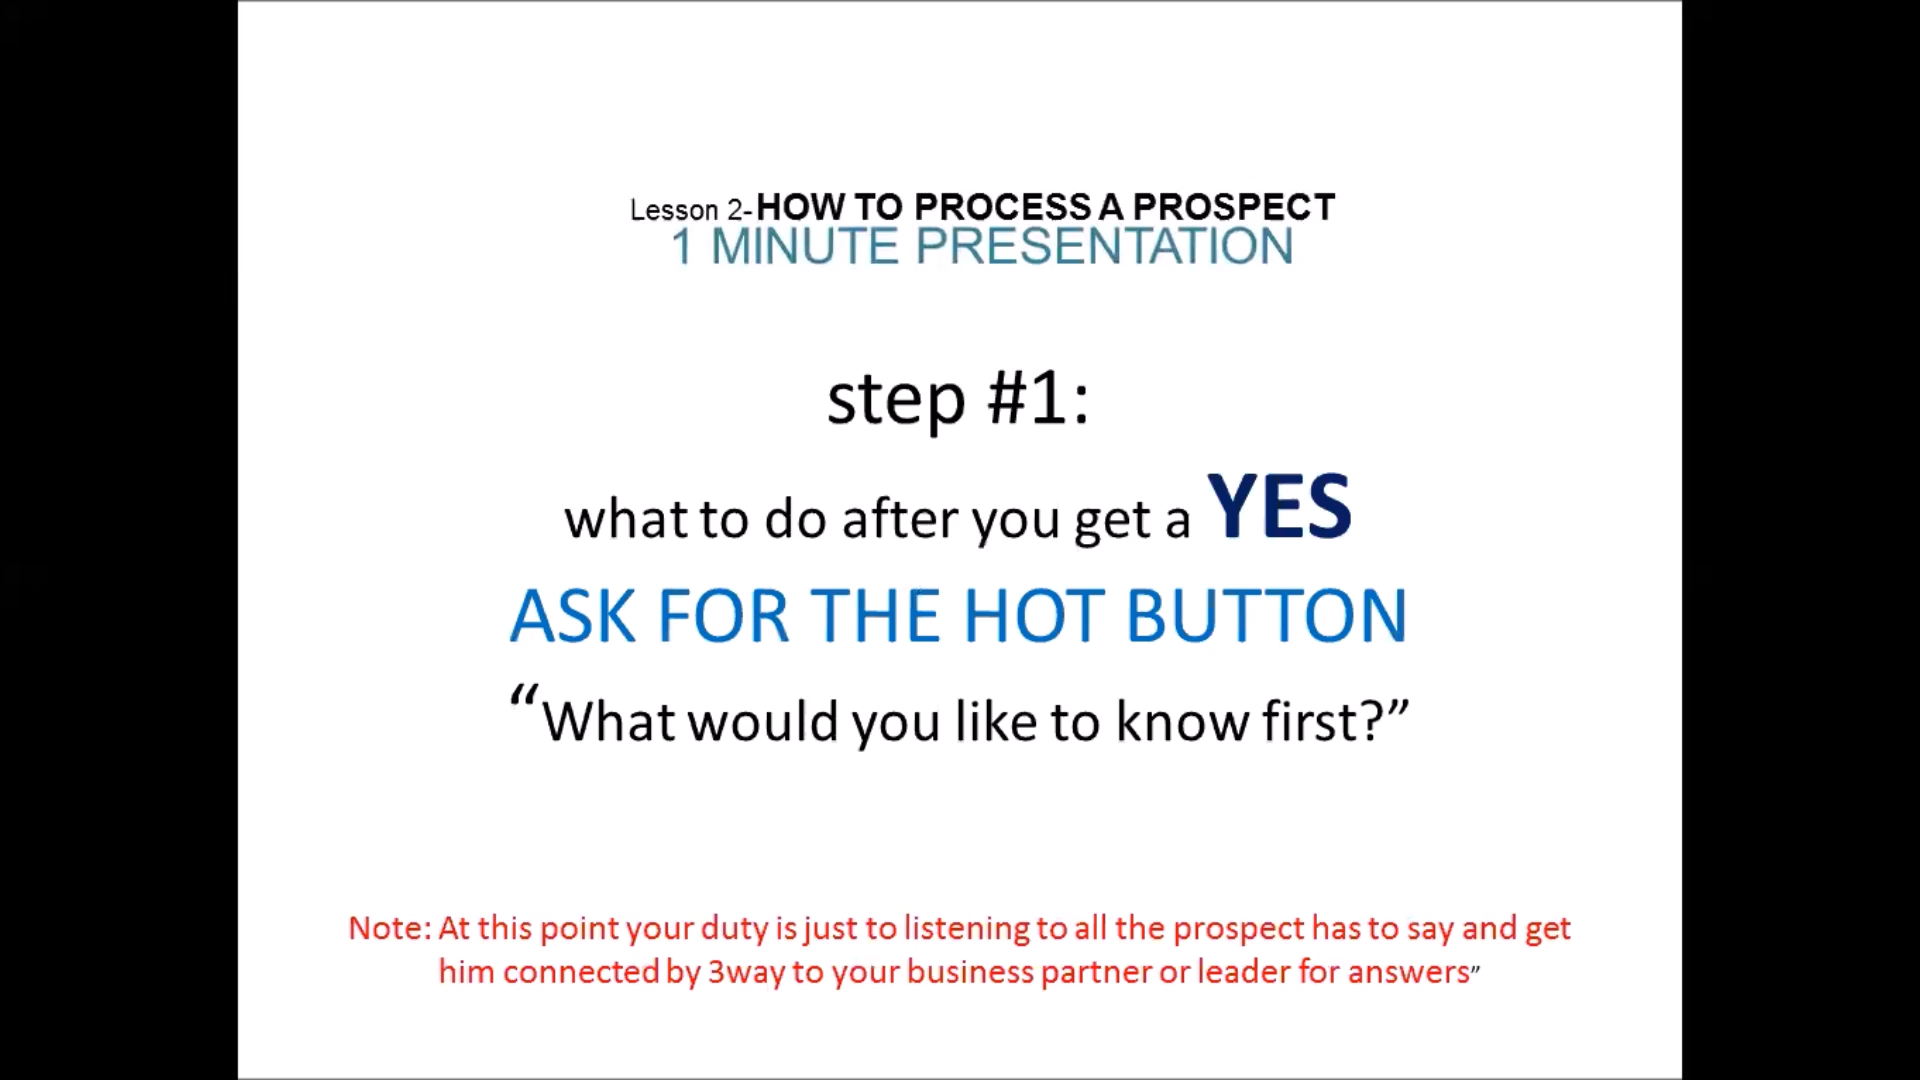 Lesson 2-HOW TO PROCESS A PROSPECT
1 MINUTE PRESENTATION
step #1:
what to do after you get a YES
ASK FOR THE HOT BUTTON
“What would you like to know first?”
Note: At this point your duty is just to listening to all the prospect has to say and get
him connected by 3way to your business partner or leader for answers”